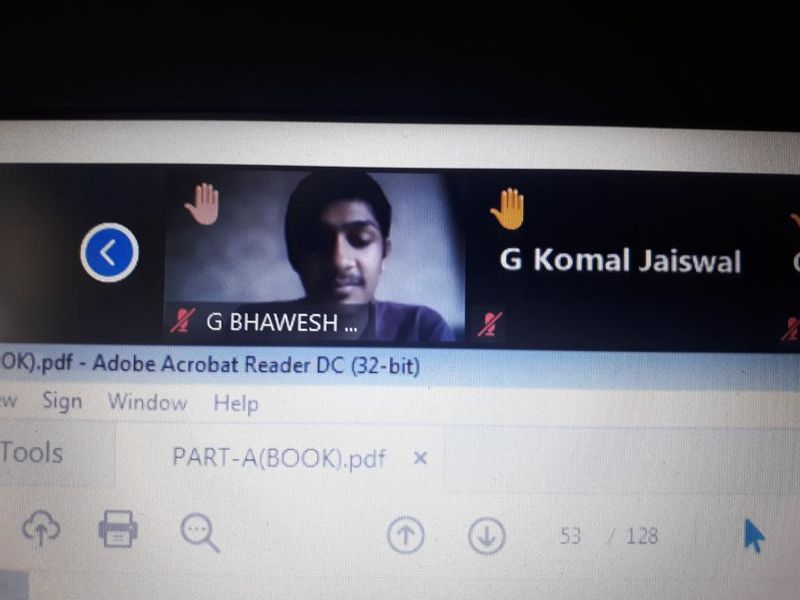 G BHAWESH ...
G Komal Jaiswal
OK).pdf - Adobe Acrobat Reader DC (32-bit)
ew Sign Window Help
Tools PART-A(BOOK).pdf ×
53 / 128